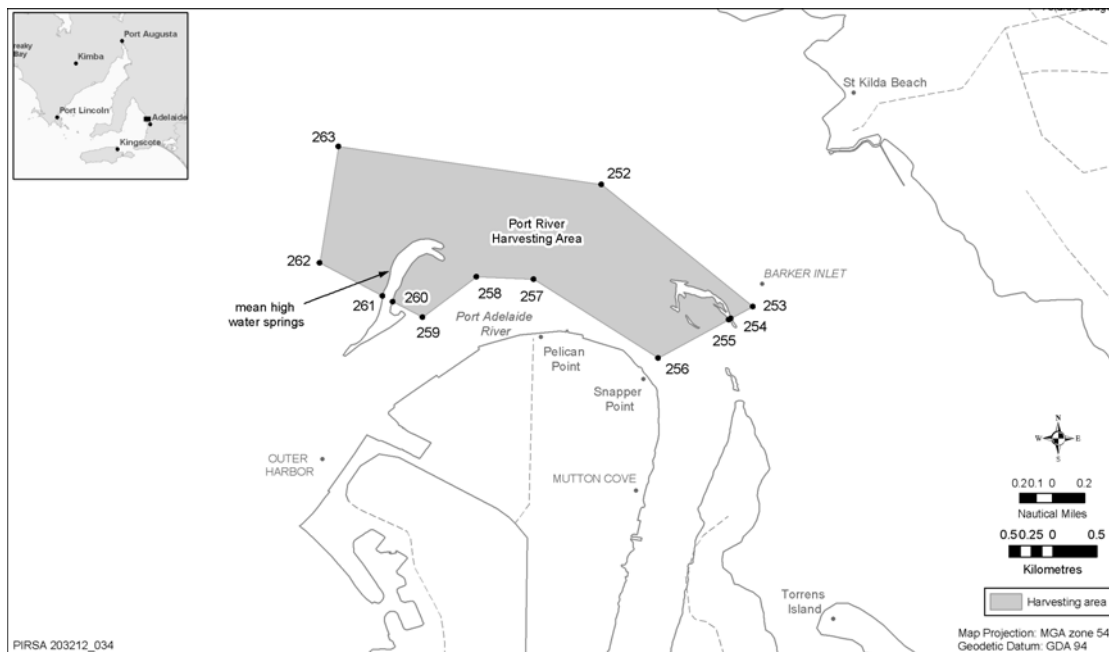 Port Augusta
reaky
Bay
Kimba
Port Lincoln
Adelaide
Kingscote
St Kilda Beach
263
252
Port River
Harvesting Area
262
BARKER INLET
261
260
258
257
253
mean high
water springs
259
Port Adelaide
River
255
254
Pelican
Point
256
Snapper
Point
OUTER
HARBOR
MUTTON COVE
N
W
E
S
0.2 0.1 0 0.2
Nautical Miles
0.5 0.25 0 0.5
Kilometres
Torrens
Island
Harvesting area
PIRSA 203212_034
Map Projection: MGA zone 54
Geodetic Datum: GDA 94